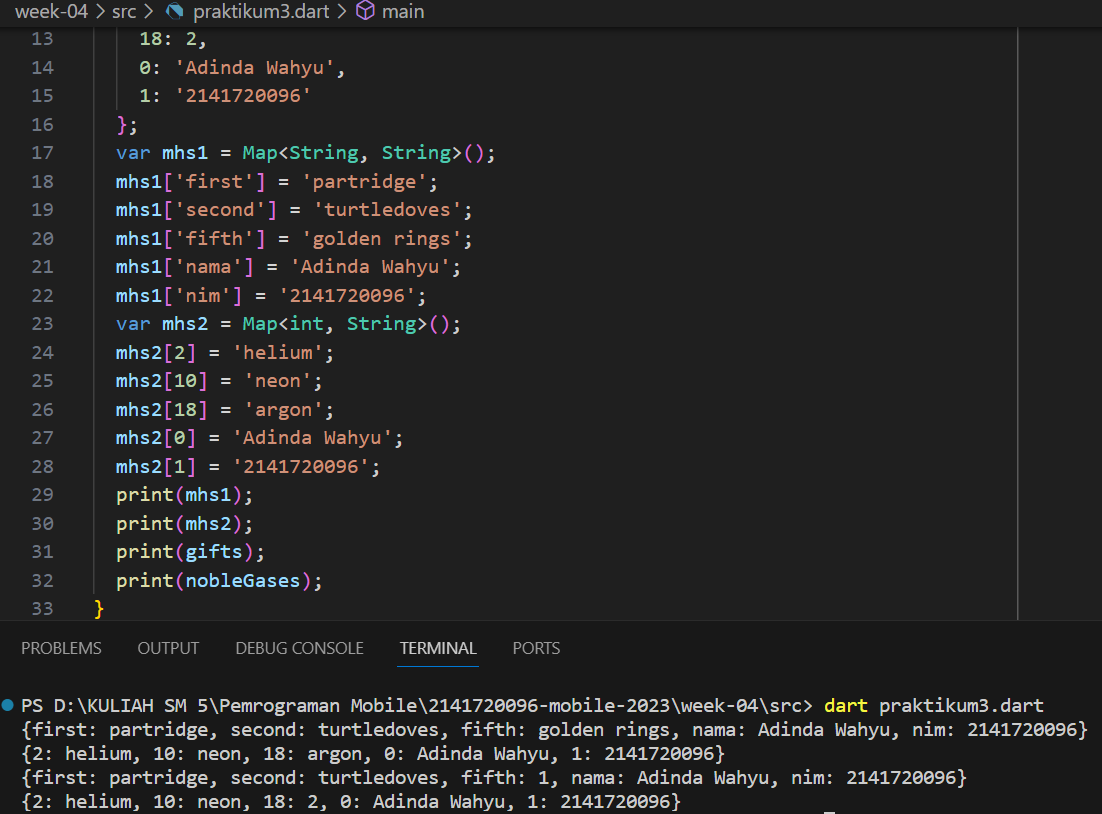 week-04 > src > praktikum3.dart > main
13 18: 2,
14 0: 'Adinda Wahyu',
15 1: '2141720096'
16 };
17 var mhs1 = Map<String, String>();
18 mhs1['first'] = 'partridge';
19 mhs1['second'] = 'turtledoves';
20 mhs1['fifth'] = 'golden rings';
21 mhs1['nama'] = 'Adinda Wahyu';
22 mhs1['nim'] = '2141720096';
23 var mhs2 = Map<int, String>();
24 mhs2[2] = 'helium';
25 mhs2[10] = 'neon';
26 mhs2[18] = 'argon';
27 mhs2[0] = 'Adinda Wahyu';
28 mhs2[1] = '2141720096';
29 print(mhs1);
30 print(mhs2);
31 print(gifts);
32 print(nobleGases);
33 }
PROBLEMS OUTPUT DEBUG CONSOLE TERMINAL PORTS
PS D:\KULIAH SM 5\Pemrograman Mobile\2141720096-mobile-2023\week-04\src> dart praktikum3.dart
{first: partridge, second: turtledoves, fifth: golden rings, nama: Adinda Wahyu, nim: 2141720096}
{2: helium, 10: neon, 18: argon, 0: Adinda Wahyu, 1: 2141720096}
{first: partridge, second: turtledoves, fifth: 1, nama: Adinda Wahyu, nim: 2141720096}
{2: helium, 10: neon, 18: 2, 0: Adinda Wahyu, 1: 2141720096}